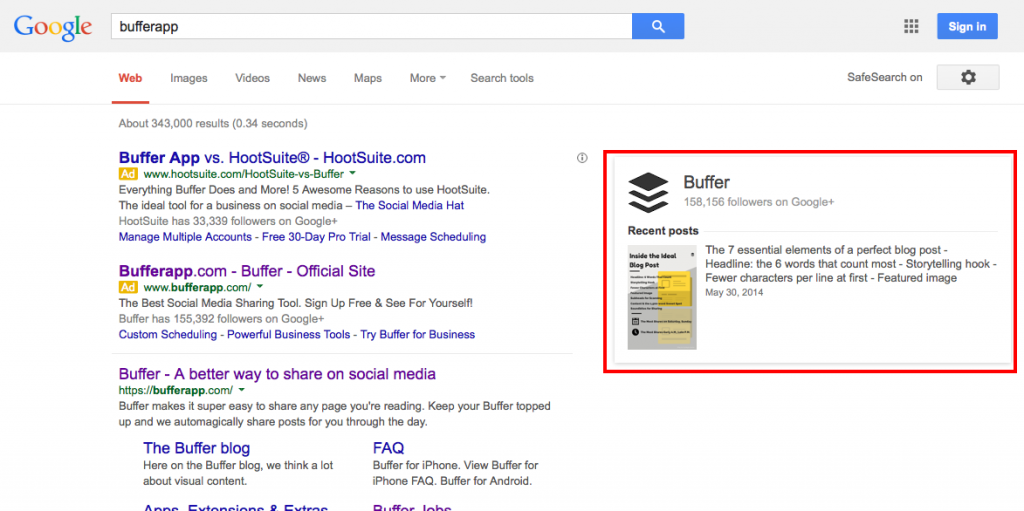 Google
bufferapp
Sign in
Web Images Videos News Maps More Search tools
SafeSearch on
About 343,000 results (0.34 seconds)
Buffer App vs. HootSuite® - HootSuite.com
Ad www.hootsuite.com/HootSuite-vs-Buffer
Everything Buffer Does and More! 5 Awesome Reasons to use HootSuite.
The ideal tool for a business on social media – The Social Media Hat
HootSuite has 33,339 followers on Google+
Manage Multiple Accounts - Free 30-Day Pro Trial - Message Scheduling
Bufferapp.com - Buffer - Official Site
Ad www.bufferapp.com/
The Best Social Media Sharing Tool. Sign Up Free & See For Yourself!
Buffer has 155,392 followers on Google+
Custom Scheduling - Powerful Business Tools - Try Buffer for Business
Buffer - A better way to share on social media
https://bufferapp.com/
Buffer makes it super easy to share any page you're reading. Keep your Buffer topped
up and we automagically share posts for you through the day.
The Buffer blog
Here on the Buffer blog, we think a lot
about visual content.
FAQ
Buffer for iPhone. View Buffer for
iPhone FAQ. Buffer for Android.
Apps, Extensions & Extras
Buffer Jobs
Buffer
158,156 followers on Google+
Recent posts
Inside the Ideal
Blog Post
The 7 essential elements of a perfect blog post -
Headline: the 6 words that count most - Storytelling hook -
Fewer characters per line at first - Featured image
May 30, 2014